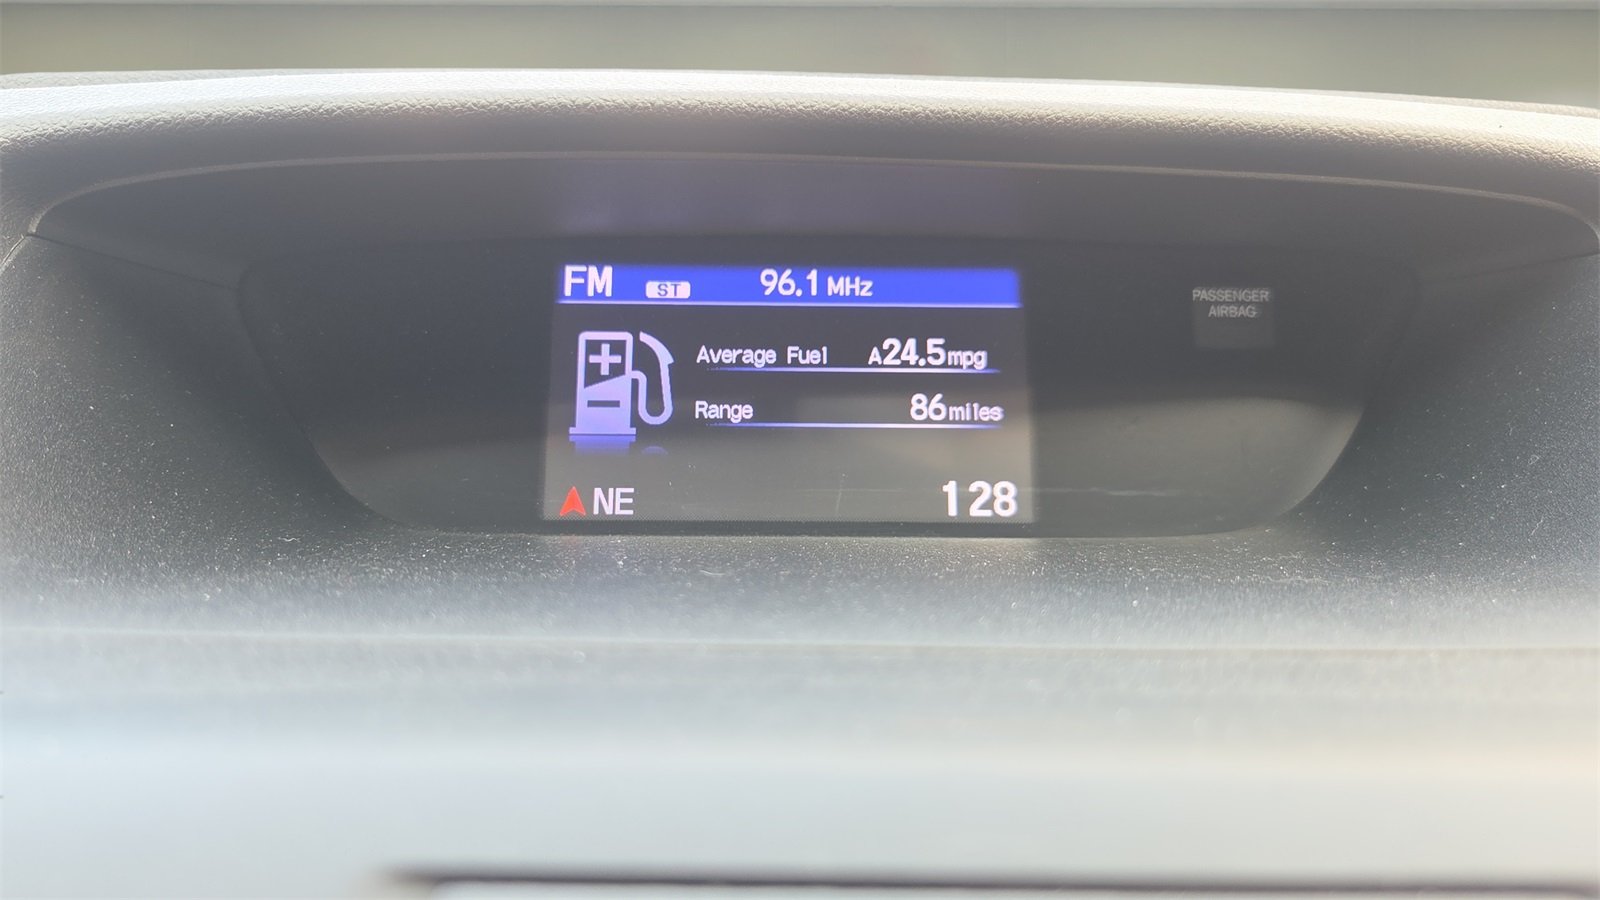 FM ST 96.1 MHz
PASSENGER
AIRBAG
Average Fuel A24.5mpg
Range 86miles
NE 128